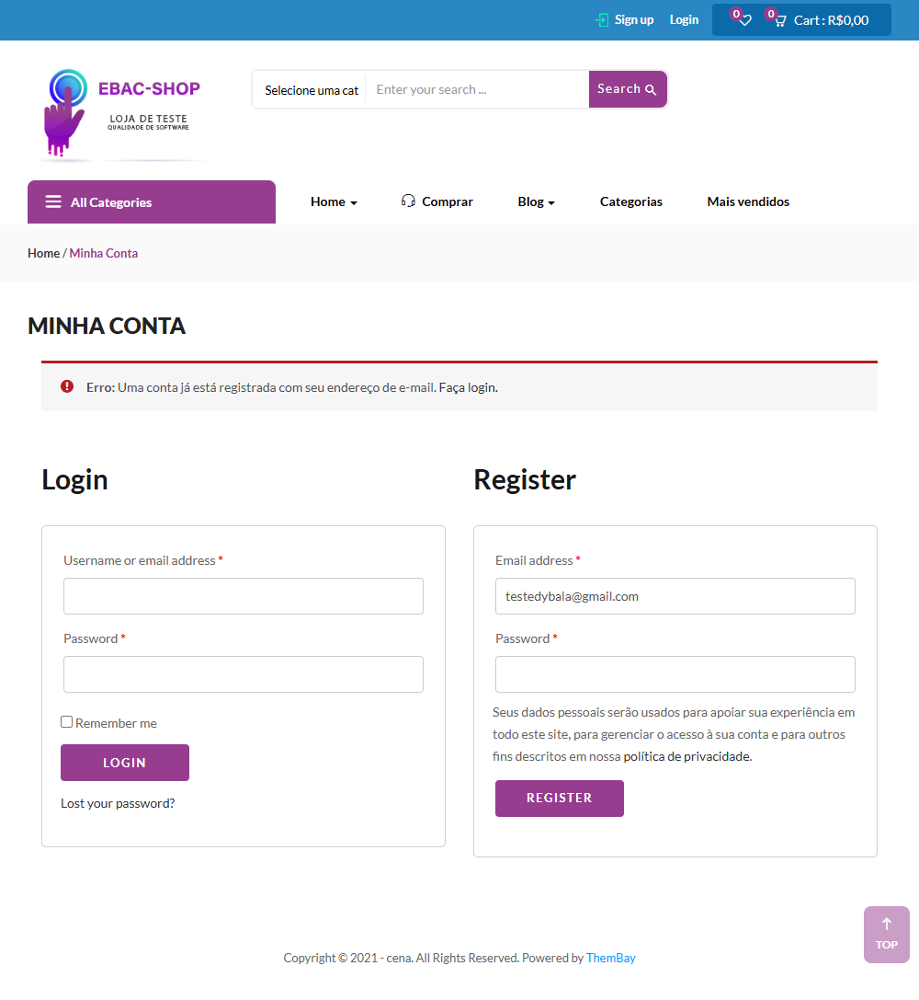 Sign up Login 0 0 Cart : R$0,00
EBAC-SHOP
LOJA DE TESTE
QUALIDADE DE SOFTWARE
Selecione uma cat Enter your search ... Search
All Categories Home Comprar Blog Categorias Mais vendidos
Home / Minha Conta
MINHA CONTA
Erro: Uma conta já está registrada com seu endereço de e-mail. Faça login.
Login
Username or email address *
Password *
Remember me
LOGIN
Lost your password?
Register
Email address *
testedybala@gmail.com
Password *
Seus dados pessoais serão usados para apoiar sua experiência em
todo este site, para gerenciar o acesso à sua conta e para outros
fins descritos em nossa política de privacidade.
REGISTER
TOP
Copyright © 2021 - cena. All Rights Reserved. Powered by ThemBay